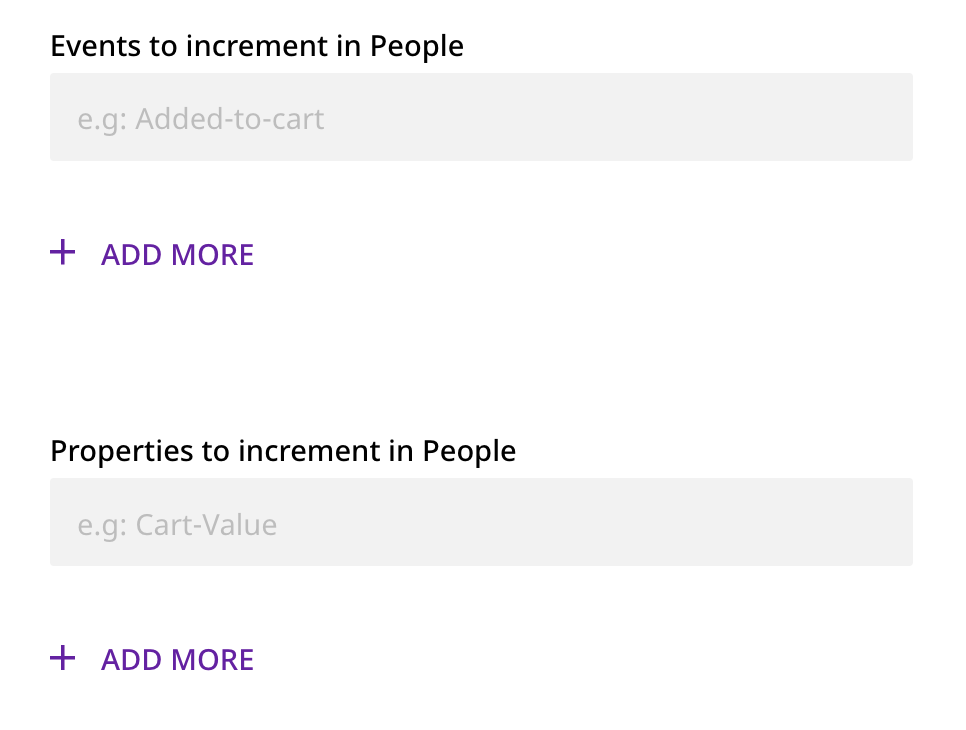 Events to increment in People
e.g: Added-to-cart
+ ADD MORE
Properties to increment in People
e.g: Cart-Value
+ ADD MORE